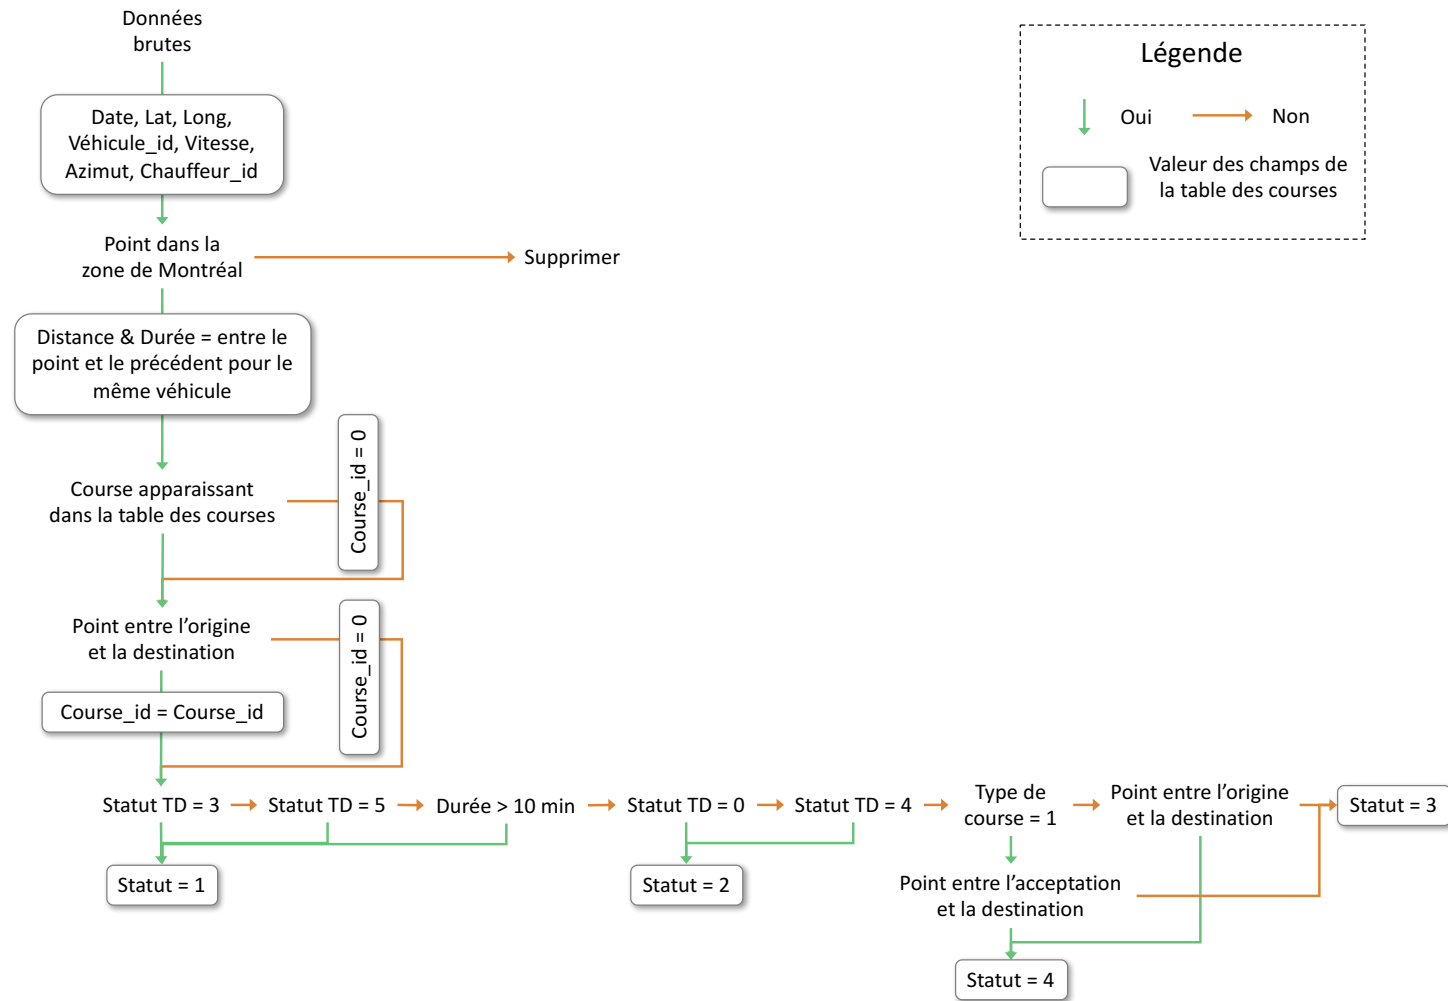 Données
brutes
Date, Lat, Long,
Véhicule_id, Vitesse,
Azimut, Chauffeur_id
Point dans la
zone de Montréal
Supprimer
Distance & Durée = entre le
point et le précédent pour le
même véhicule
Course apparaissant
dans la table des courses
Course_id = 0
Point entre l’origine
et la destination
Course_id = 0
Course_id = Course_id
Statut TD = 3
Statut TD = 5
Durée > 10 min
Statut TD = 0
Statut TD = 4
Type de
course = 1
Point entre l’origine
et la destination
Statut = 3
Statut = 1
Statut = 2
Point entre l’acceptation
et la destination
Statut = 4
Légende
Oui
Non
Valeur des champs de
la table des courses